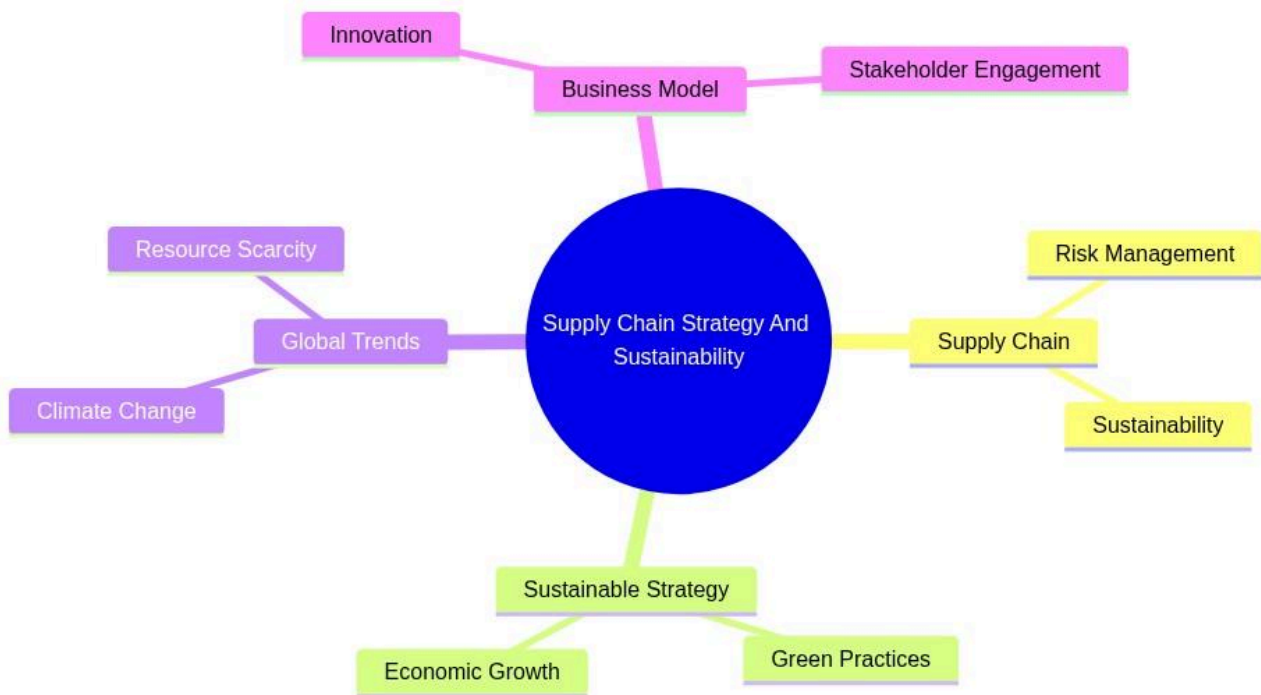 Innovation
Business Model
Stakeholder Engagement
Resource Scarcity
Global Trends
Climate Change
Supply Chain Strategy And
Sustainability
Risk Management
Supply Chain
Sustainability
Sustainable Strategy
Economic Growth
Green Practices